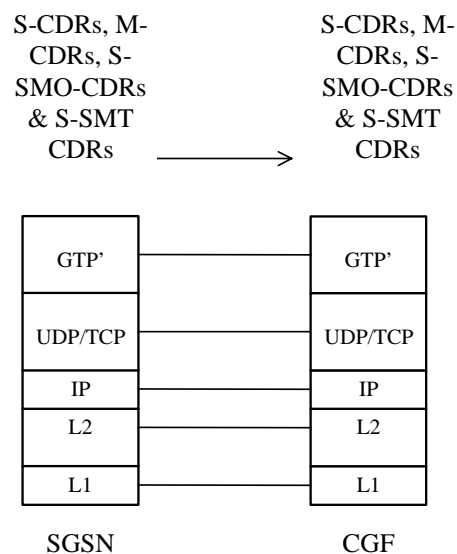 S-CDRs, M-
CDRs, S-
SMO-CDRs
& S-SMT
CDRs
S-CDRs, M-
CDRs, S-
SMO-CDRs
& S-SMT
CDRs
GTP’
GTP’
UDP/TCP
UDP/TCP
IP
IP
L2
L2
L1
L1
SGSN
CGF